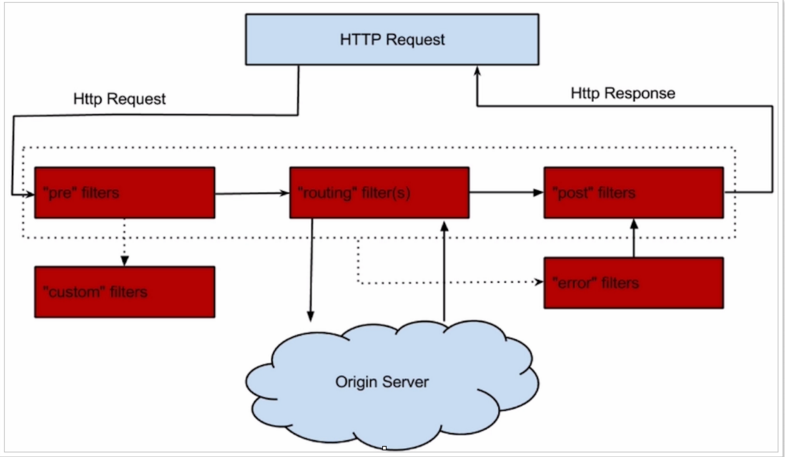 HTTP Request
Http Request
Http Response
"pre" filters
"routing" filter(s)
"post" filters
"custom" filters
"error" filters
Origin Server